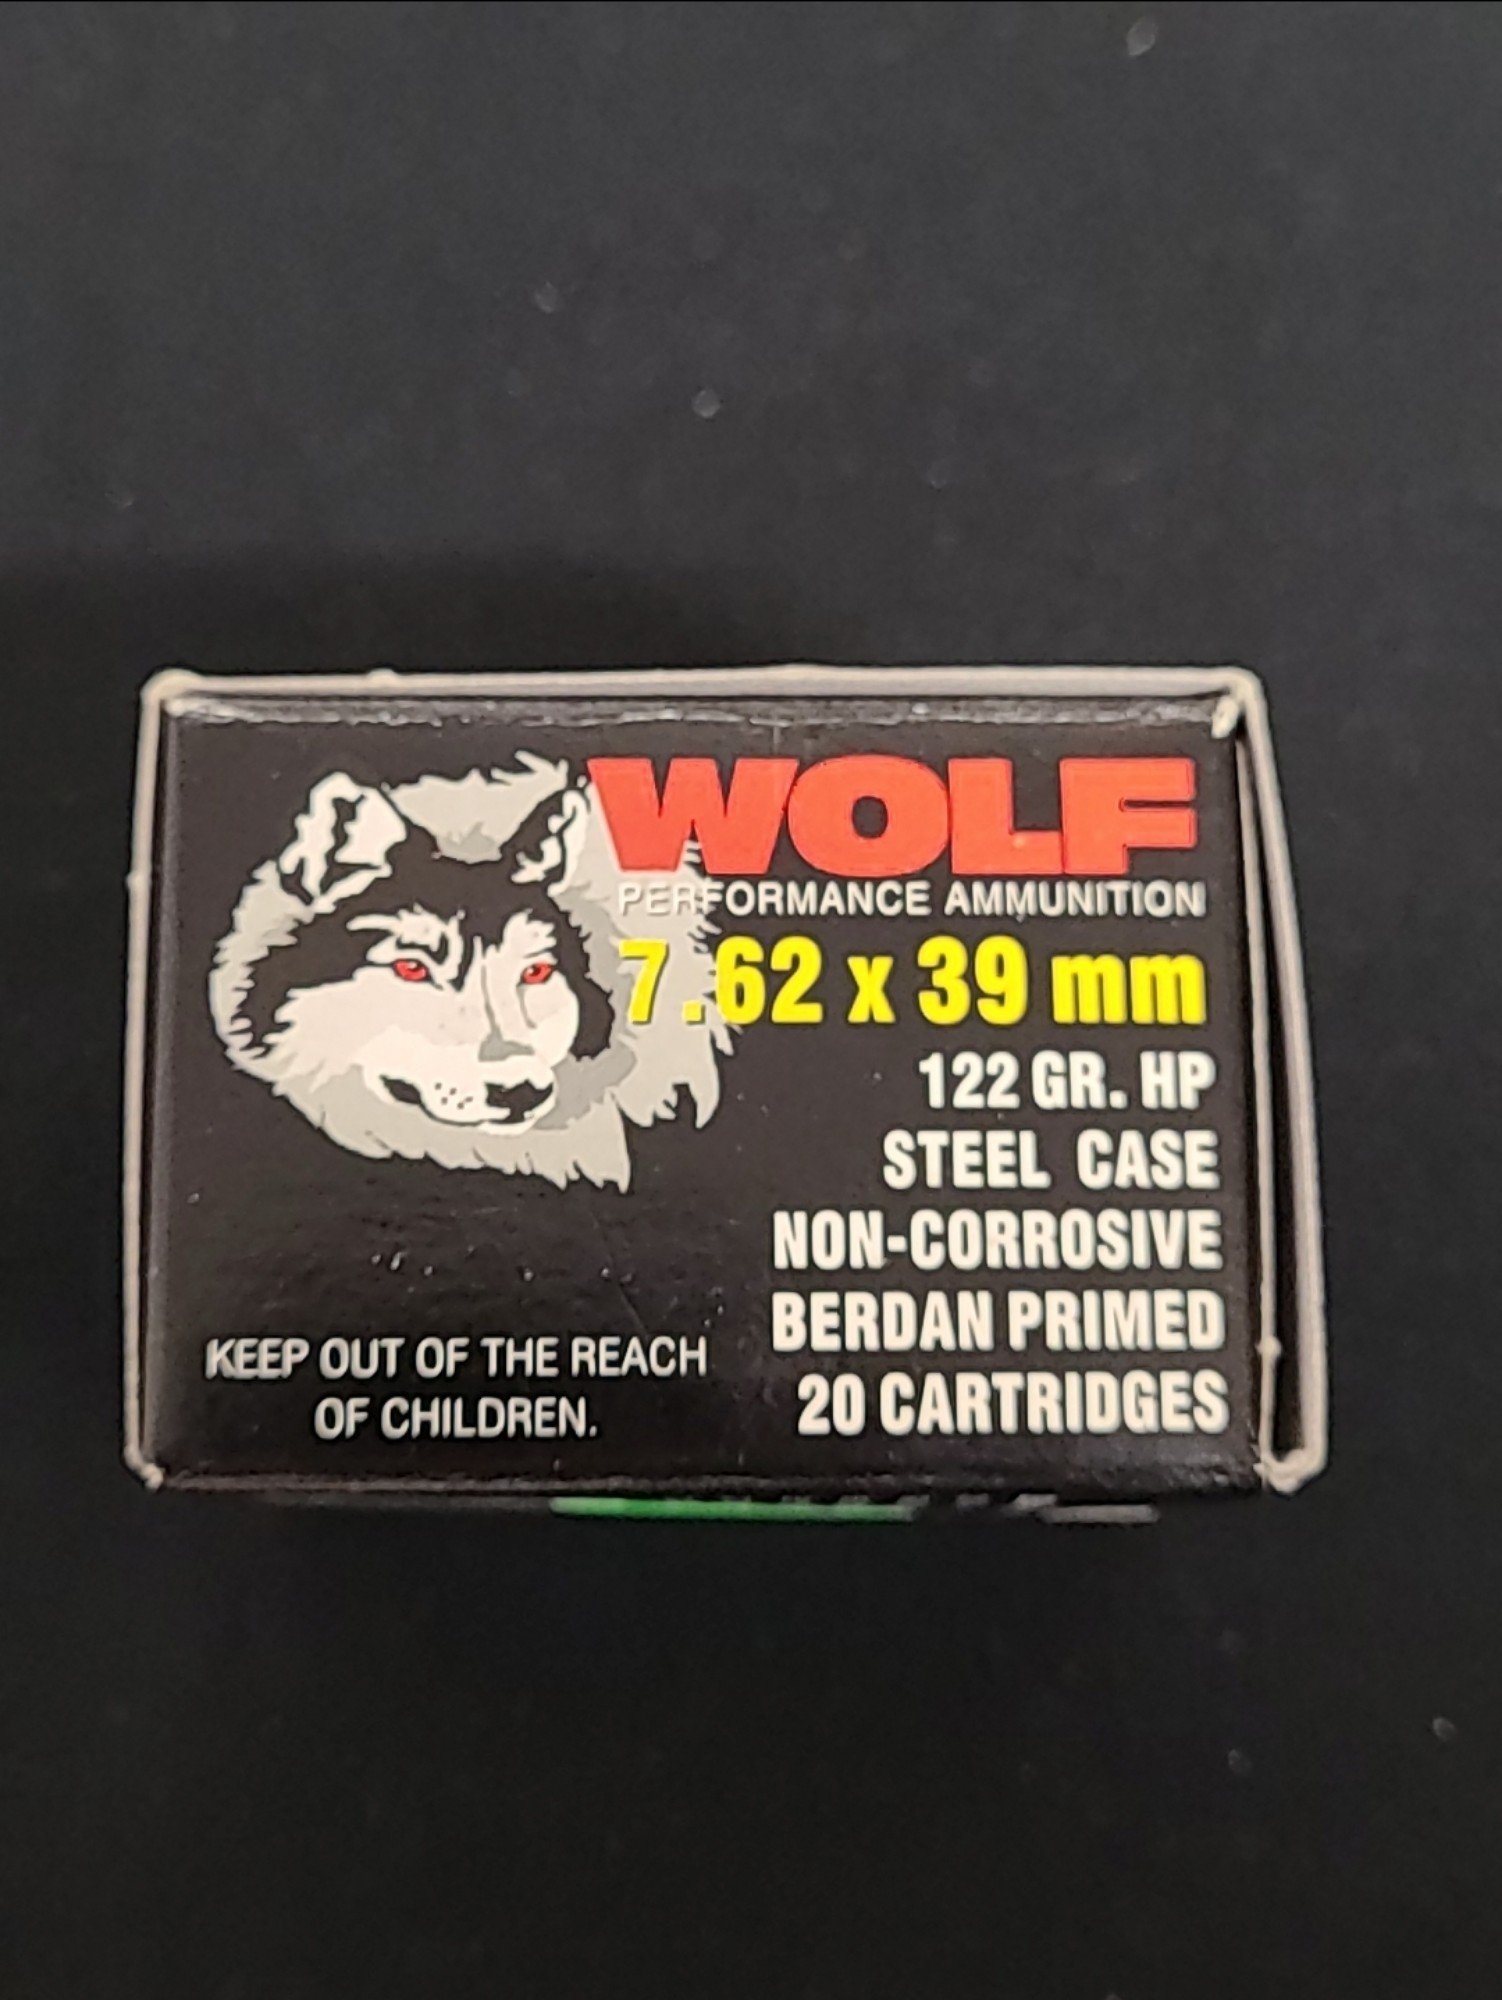 WOLF
PERFORMANCE AMMUNITION
7.62 x 39 mm
122 GR. HP
STEEL CASE
NON-CORROSIVE
BERDAN PRIMED
20 CARTRIDGES
KEEP OUT OF THE REACH
OF CHILDREN.